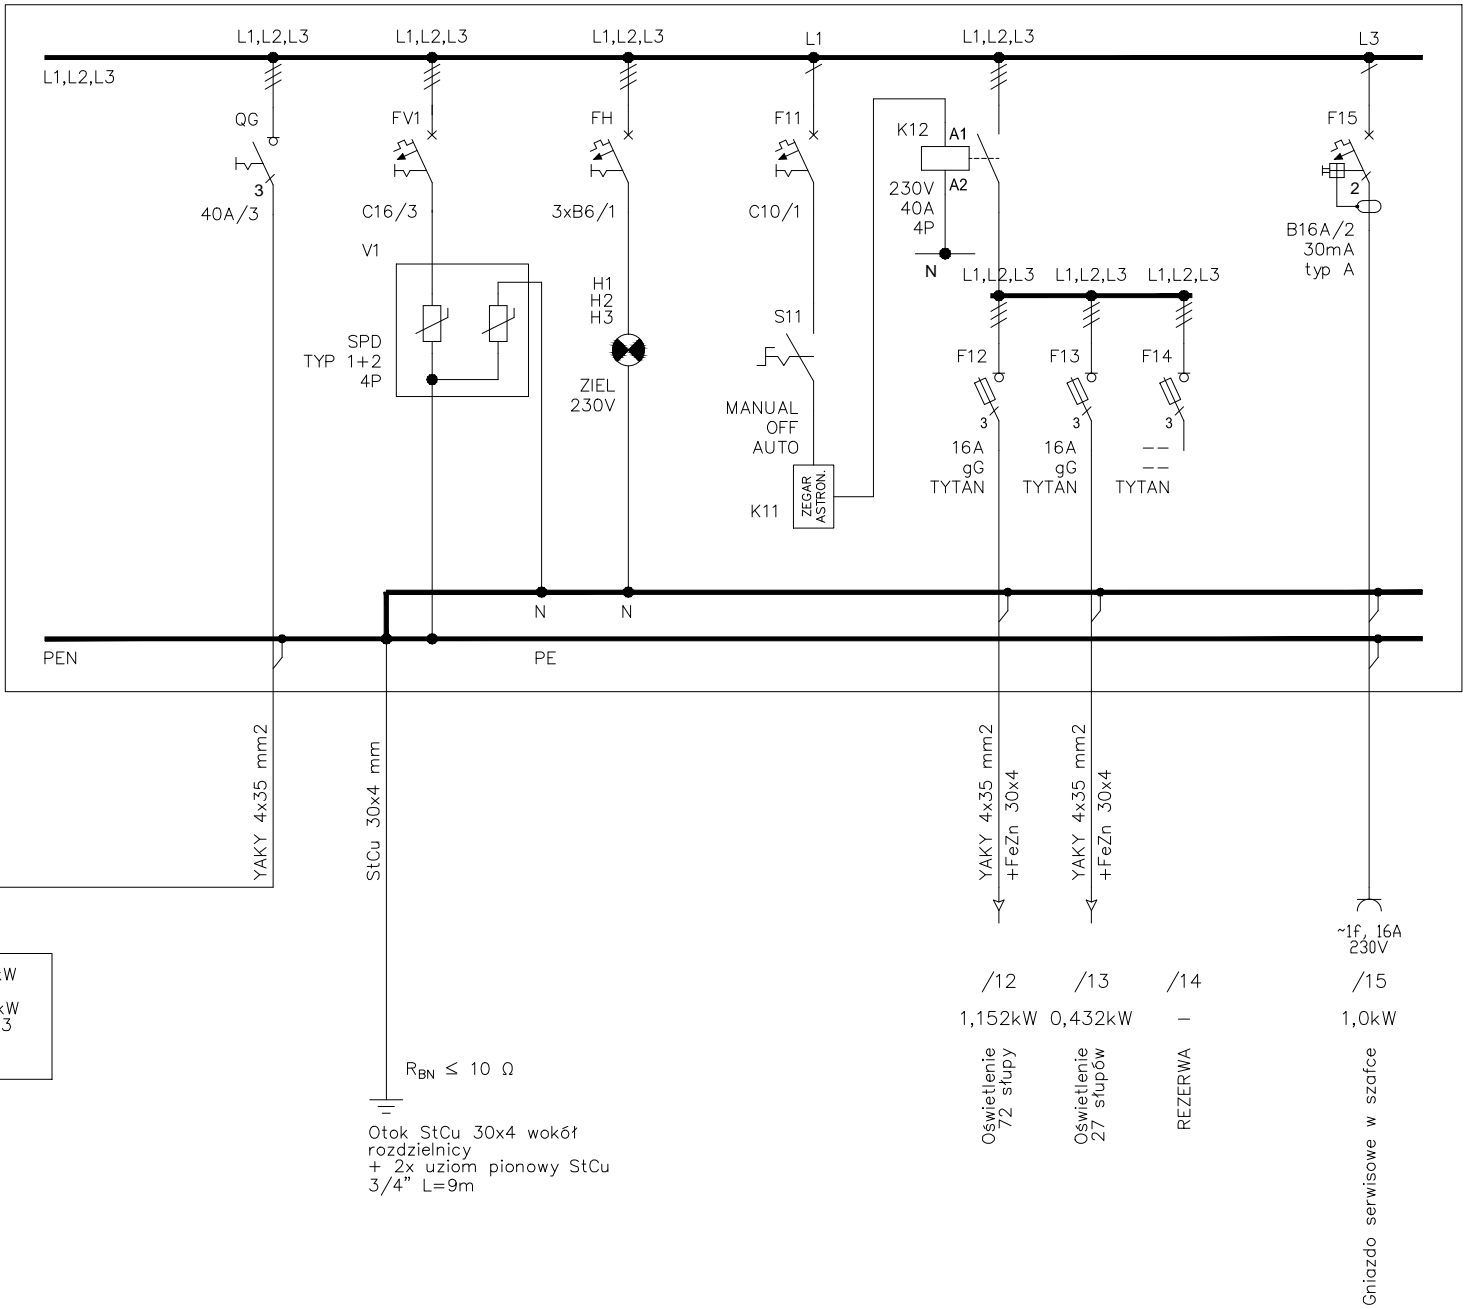 L1,L2,L3
L1,L2,L3
L1,L2,L3
L1
L1,L2,L3
L3
L1,L2,L3
QG
3
40A/3
FV1
C16/3
V1
SPD
TYP 1+2
4P
FH
3xB6/1
H1
H2
H3
ZIEL
230V
F11
C10/1
S11
MANUAL
OFF
AUTO
K11
ZEGAR
ASTRON.
K12
A1
A2
230V
40A
4P
N
L1,L2,L3
L1,L2,L3
L1,L2,L3
F12
3
16A
gG
TYTAN
F13
3
16A
gG
TYTAN
F14
3
--
--
TYTAN
F15
2
B16A/2
30mA
typ A
N
N
PEN
PE
YAKY 4x35 mm2
StCu 30x4 mm
YAKY 4x35 mm2
+FeZn 30x4
YAKY 4x35 mm2
+FeZn 30x4
~1f, 16A
230V
kW
kW
3
RBN ≤ 10 Ω
Otok StCu 30x4 wokół
rozdzielnicy
+ 2x uziom pionowy StCu
3/4" L=9m
/12
1,152kW
Oświetlenie
72 słupy
/13
0,432kW
Oświetlenie
27 słupów
/14
–
REZERWA
/15
1,0kW
Gniazdo serwisowe w szafce